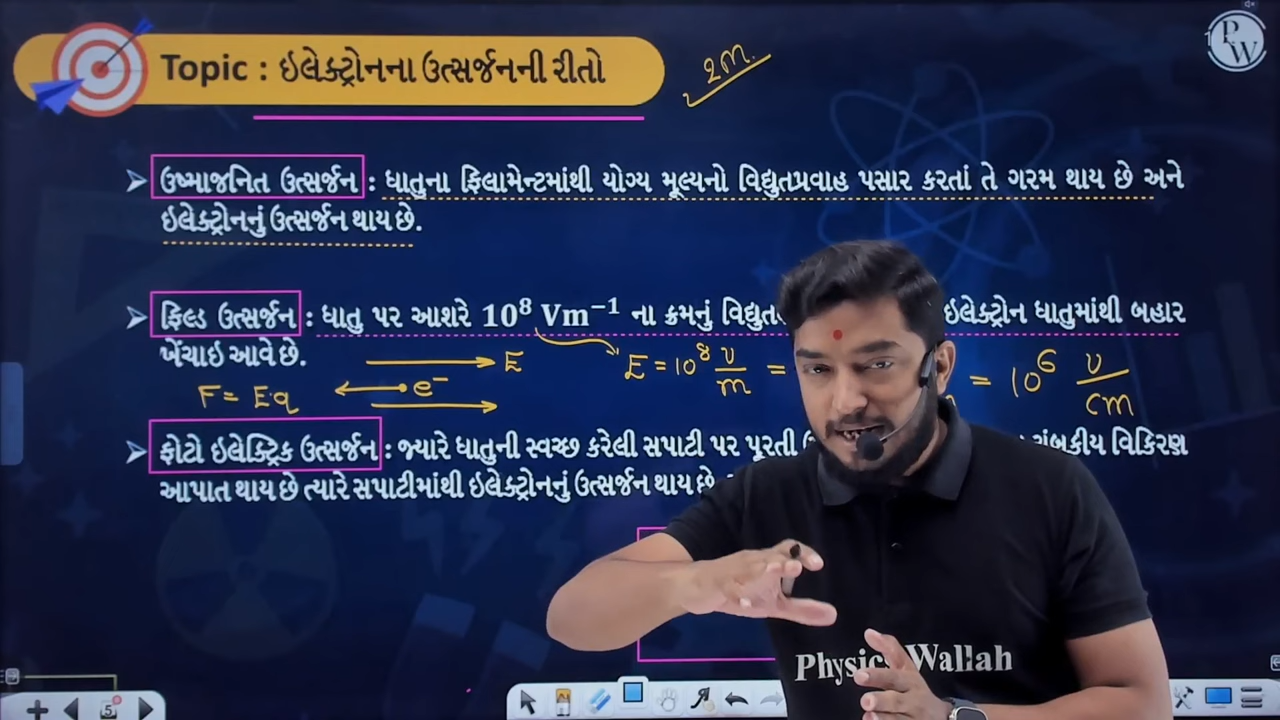 Topic : ઇલેક્ટ્રોનના ઉત્સર્જનની રીતો
2M.
PW
ઉષ્માજનિત ઉત્સર્જન : ધાતુના ફિલામેન્ટમાંથી યોગ્ય મૂલ્યનો વિદ્યુતપ્રવાહ પસાર કરતાં તે ગરમ થાય છે અને
ઇલેક્ટ્રોનનું ઉત્સર્જન થાય છે.
ફિલ્ડ ઉત્સર્જન : ધાતુ પર આશરે 10⁸ Vm⁻¹ ના ક્રમનું ઇલેક્ટ્રોન ધાતુમાંથી બહાર
ખેંચાઇ આવે છે.
E
E = 10⁸ v/m = = 10⁶ v/cm
F = E·q
e⁻
ફોટો ઇલેક્ટ્રિક ઉત્સર્જન : જ્યારે ધાતુની સ્વચ્છ કરેલી સપાટી પર પૂરતી વિકિરણ
આપાત થાય છે ત્યારે સપાટીમાંથી ઇલેક્ટ્રોનનું ઉત્સર્જન થાય છે.
Physics Wallah
5